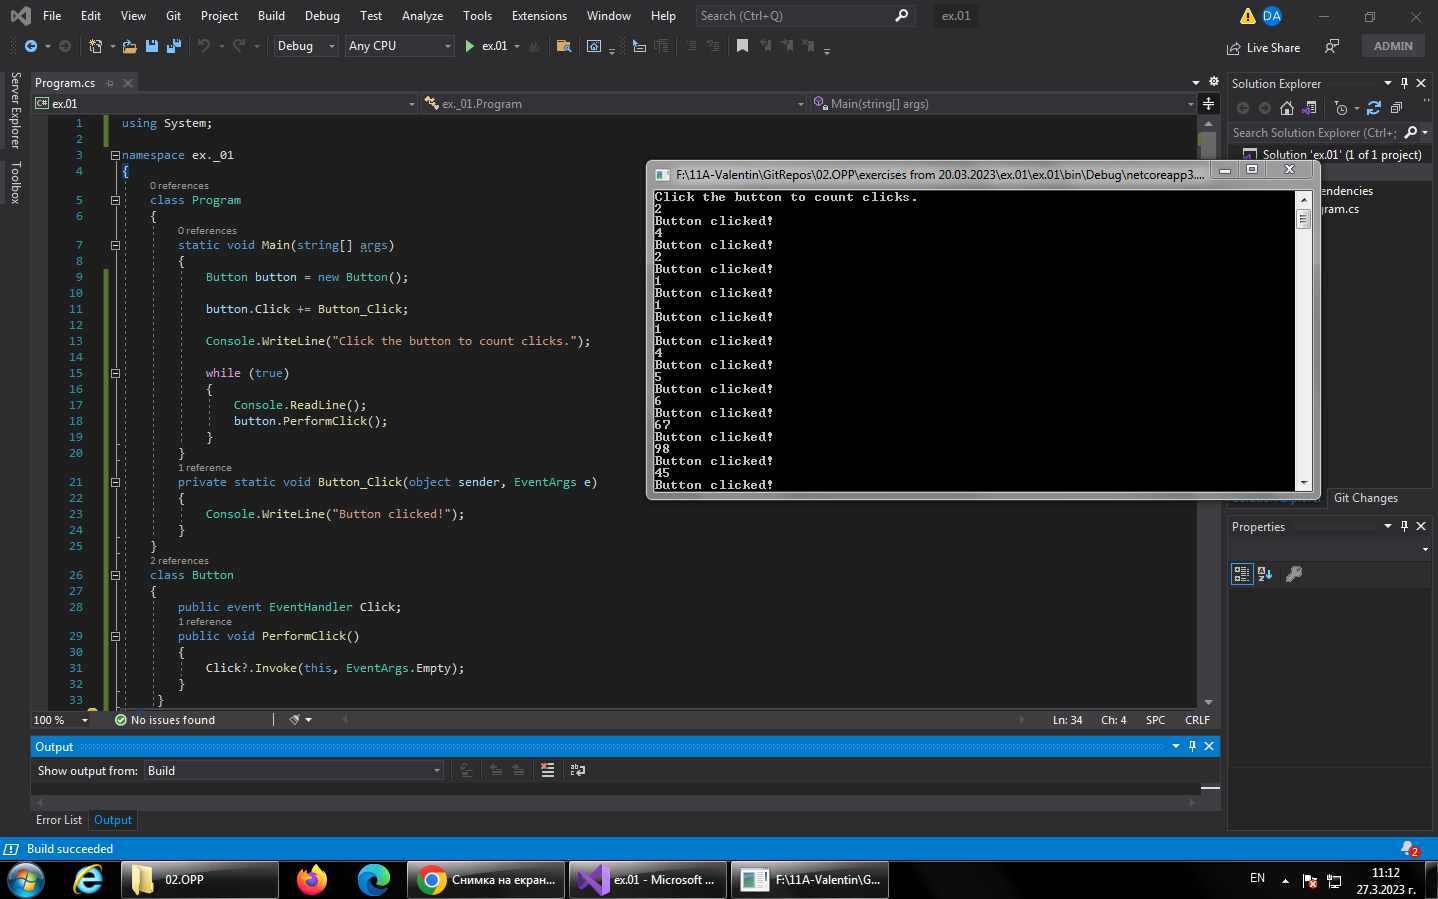 File Edit View Git Project Build Debug Test Analyze Tools Extensions Window Help Search (Ctrl+Q) ex.01 DA
Debug Any CPU ex.01 Live Share ADMIN
Server Explorer
Toolbox
Program.cs
ex.01 ex._01.Program Main(string[] args)
1 using System;
2
3 namespace ex._01
4 {
0 references
5 class Program
6 {
0 references
7 static void Main(string[] args)
8 {
9 Button button = new Button();
10
11 button.Click += Button_Click;
12
13 Console.WriteLine("Click the button to count clicks.");
14
15 while (true)
16 {
17 Console.ReadLine();
18 button.PerformClick();
19 }
20 }
1 reference
21 private static void Button_Click(object sender, EventArgs e)
22 {
23 Console.WriteLine("Button clicked!");
24 }
25 }
2 references
26 class Button
27 {
28 public event EventHandler Click;
1 reference
29 public void PerformClick()
30 {
31 Click?.Invoke(this, EventArgs.Empty);
32 }
33 }
100 % No issues found Ln: 34 Ch: 4 SPC CRLF
F:\11A-Valentin\GitRepos\02.OPP\exercises from 20.03.2023\ex.01\ex.01\bin\Debug\netcoreapp3....
Click the button to count clicks.
2
Button clicked!
4
Button clicked!
2
Button clicked!
1
Button clicked!
1
Button clicked!
1
Button clicked!
4
Button clicked!
5
Button clicked!
6
Button clicked!
67
Button clicked!
98
Button clicked!
45
Button clicked!
Solution Explorer
Search Solution Explorer (Ctrl+;
Solution 'ex.01' (1 of 1 project)
endencies
gram.cs
Git Changes
Properties
Output
Show output from: Build
Error List Output
Build succeeded 2
02.OPP Снимка на екран... ex.01 - Microsoft ... F:\11A-Valentin\G... EN 11:12
27.3.2023 г.